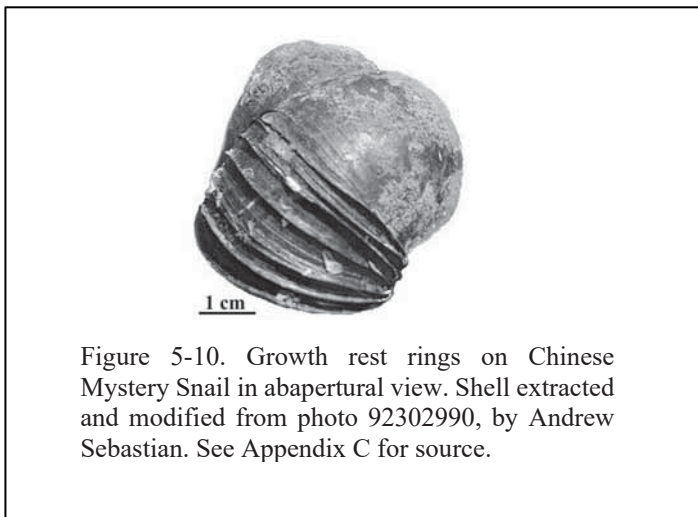 1 cm
Figure 5-10. Growth rest rings on Chinese
Mystery Snail in abapertural view. Shell extracted
and modified from photo 92302990, by Andrew
Sebastian. See Appendix C for source.